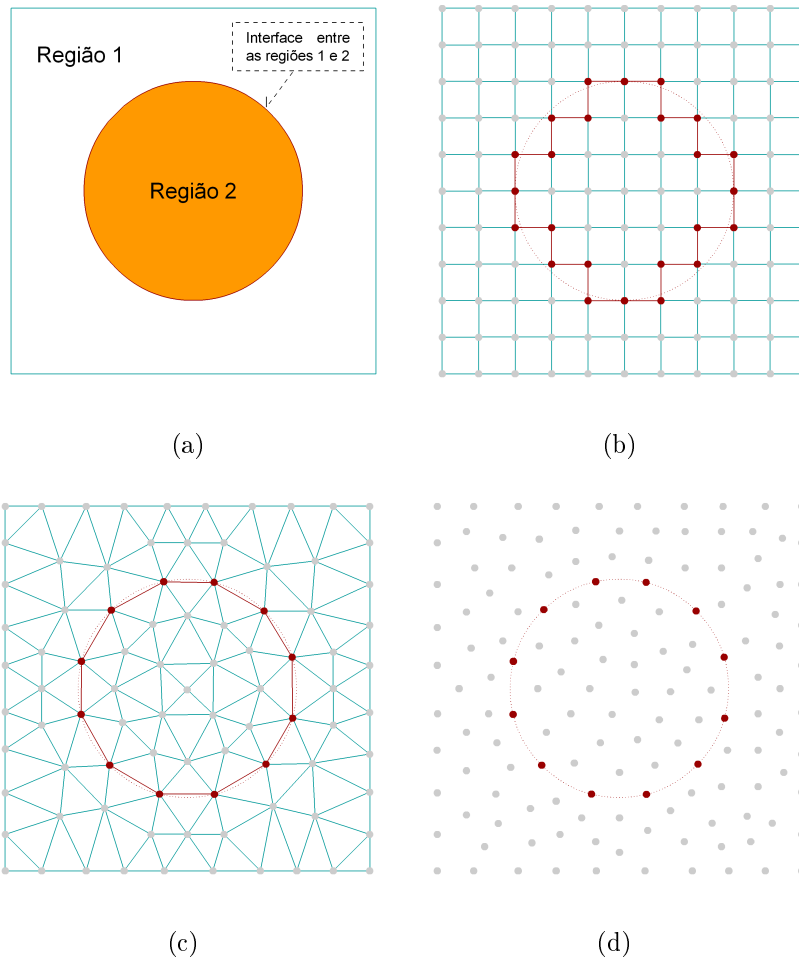 Região 1
Interface entre
as regiões 1 e 2
Região 2
(a)
(b)
(c)
(d)